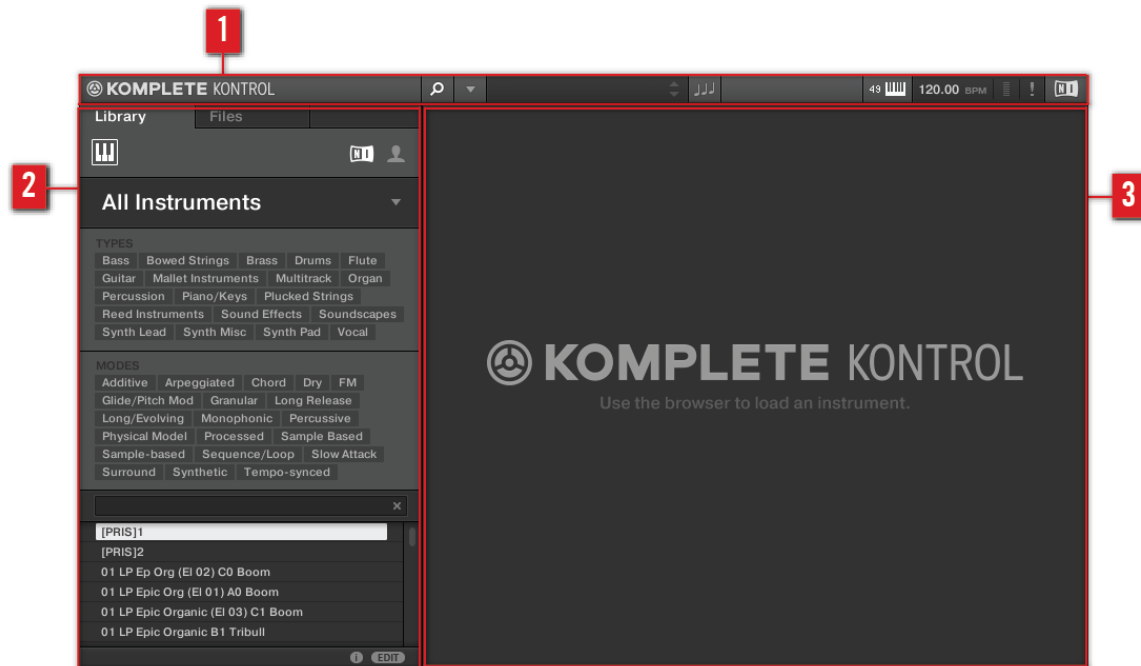 1
KOMPLETE KONTROL 49 120.00 BPM ! NI
Library Files
NI
2
3
All Instruments
TYPES
Bass Bowed Strings Brass Drums Flute
Guitar Mallet Instruments Multitrack Organ
Percussion Piano/Keys Plucked Strings
Reed Instruments Sound Effects Soundscapes
Synth Lead Synth Misc Synth Pad Vocal
MODES
Additive Arpeggiated Chord Dry FM
Glide/Pitch Mod Granular Long Release
Long/Evolving Monophonic Percussive
Physical Model Processed Sample Based
Sample-based Sequence/Loop Slow Attack
Surround Synthetic Tempo-synced
[PRIS]1
[PRIS]2
01 LP Ep Org (El 02) C0 Boom
01 LP Epic Org (El 01) A0 Boom
01 LP Epic Organic (El 03) C1 Boom
01 LP Epic Organic B1 Tribull
i EDIT
KOMPLETE KONTROL
Use the browser to load an instrument.